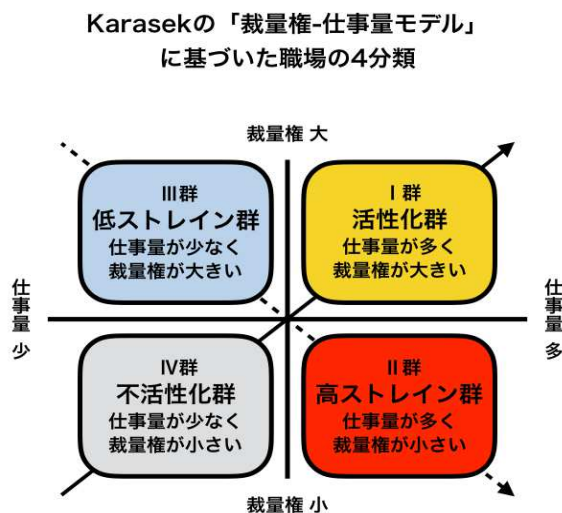 Karasekの「裁量権-仕事量モデル」
に基づいた職場の4分類
裁量権 大
III群
低ストレイン群
仕事量が少なく
裁量権が大きい
I 群
活性化群
仕事量が多く
裁量権が大きい
仕事量 少
仕事量 多
IV群
不活性化群
仕事量が少なく
裁量権が小さい
II 群
高ストレイン群
仕事量が多く
裁量権が小さい
裁量権 小